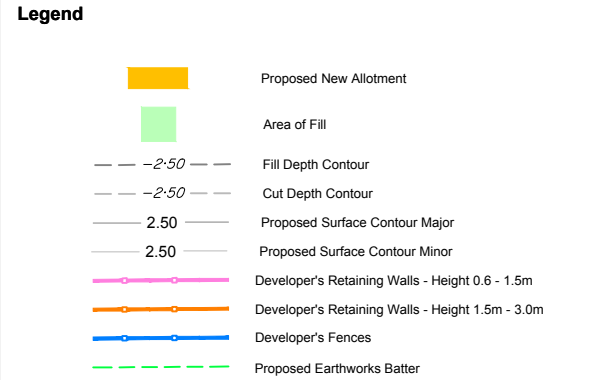 Legend
Proposed New Allotment
Area of Fill
-2.50 Fill Depth Contour
-2.50 Cut Depth Contour
2.50 Proposed Surface Contour Major
2.50 Proposed Surface Contour Minor
Developer's Retaining Walls - Height 0.6 - 1.5m
Developer's Retaining Walls - Height 1.5m - 3.0m
Developer's Fences
Proposed Earthworks Batter